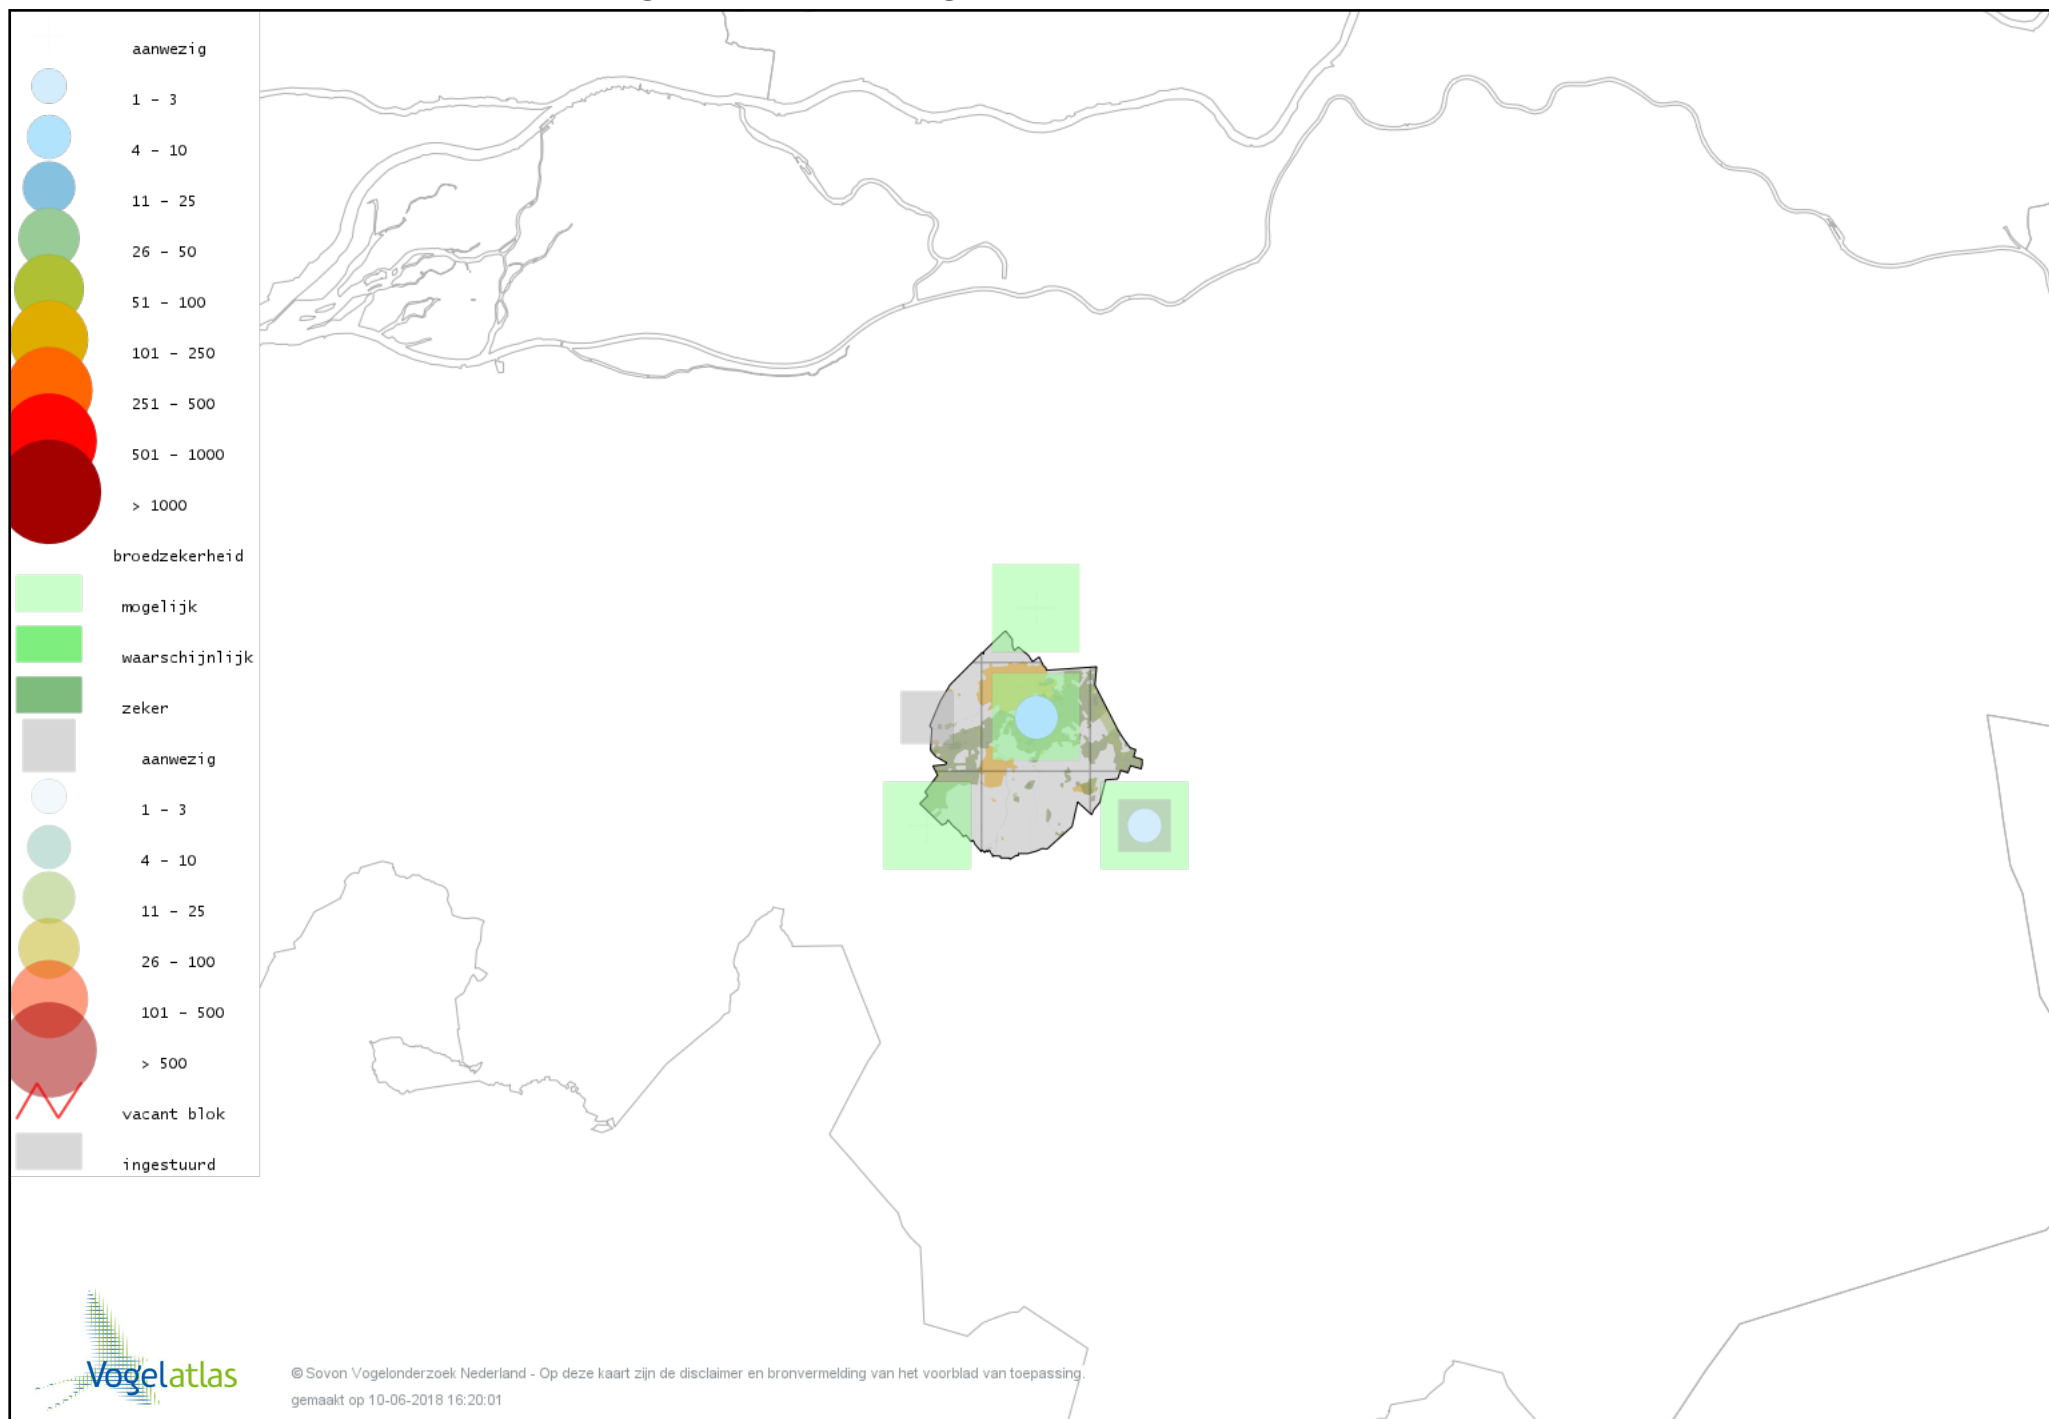 aanwezig
1 - 3
4 - 10
11 - 25
26 - 50
51 - 100
101 - 250
251 - 500
501 - 1000
> 1000
broedzekerheid
mogelijk
waarschijnlijk
zeker
aanwezig
1 - 3
4 - 10
11 - 25
26 - 100
101 - 500
> 500
vacant blok
ingestuurd
Vogelatlas
© Sovon Vogelonderzoek Nederland - Op deze kaart zijn de disclaimer en bronvermelding van het voorblad van toepassing.
gemaakt op 10-06-2018 16:20:01